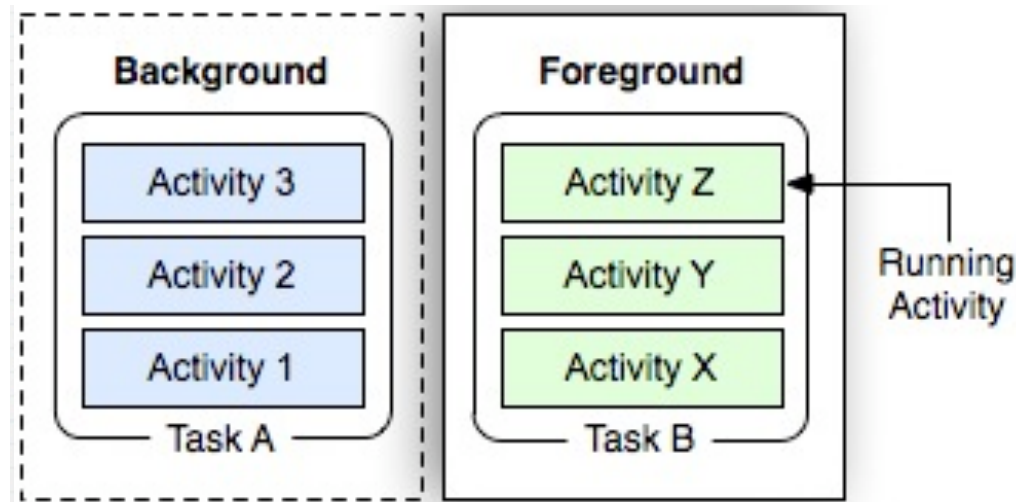 Background
Activity 3
Activity 2
Activity 1
Task A
Foreground
Activity Z
Activity Y
Activity X
Task B
Running
Activity